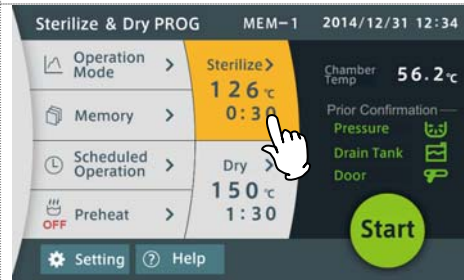 Sterilize & Dry PROG MEM−1 2014/12/31 12:34
Operation
Mode >
Memory >
Scheduled
Operation >
OFF Preheat >
Sterilize>
126℃
0:30
Dry >
150℃
1:30
Chamber
Temp 56.2℃
Prior Confirmation
Pressure
Drain Tank
Door
Start
Setting ? Help